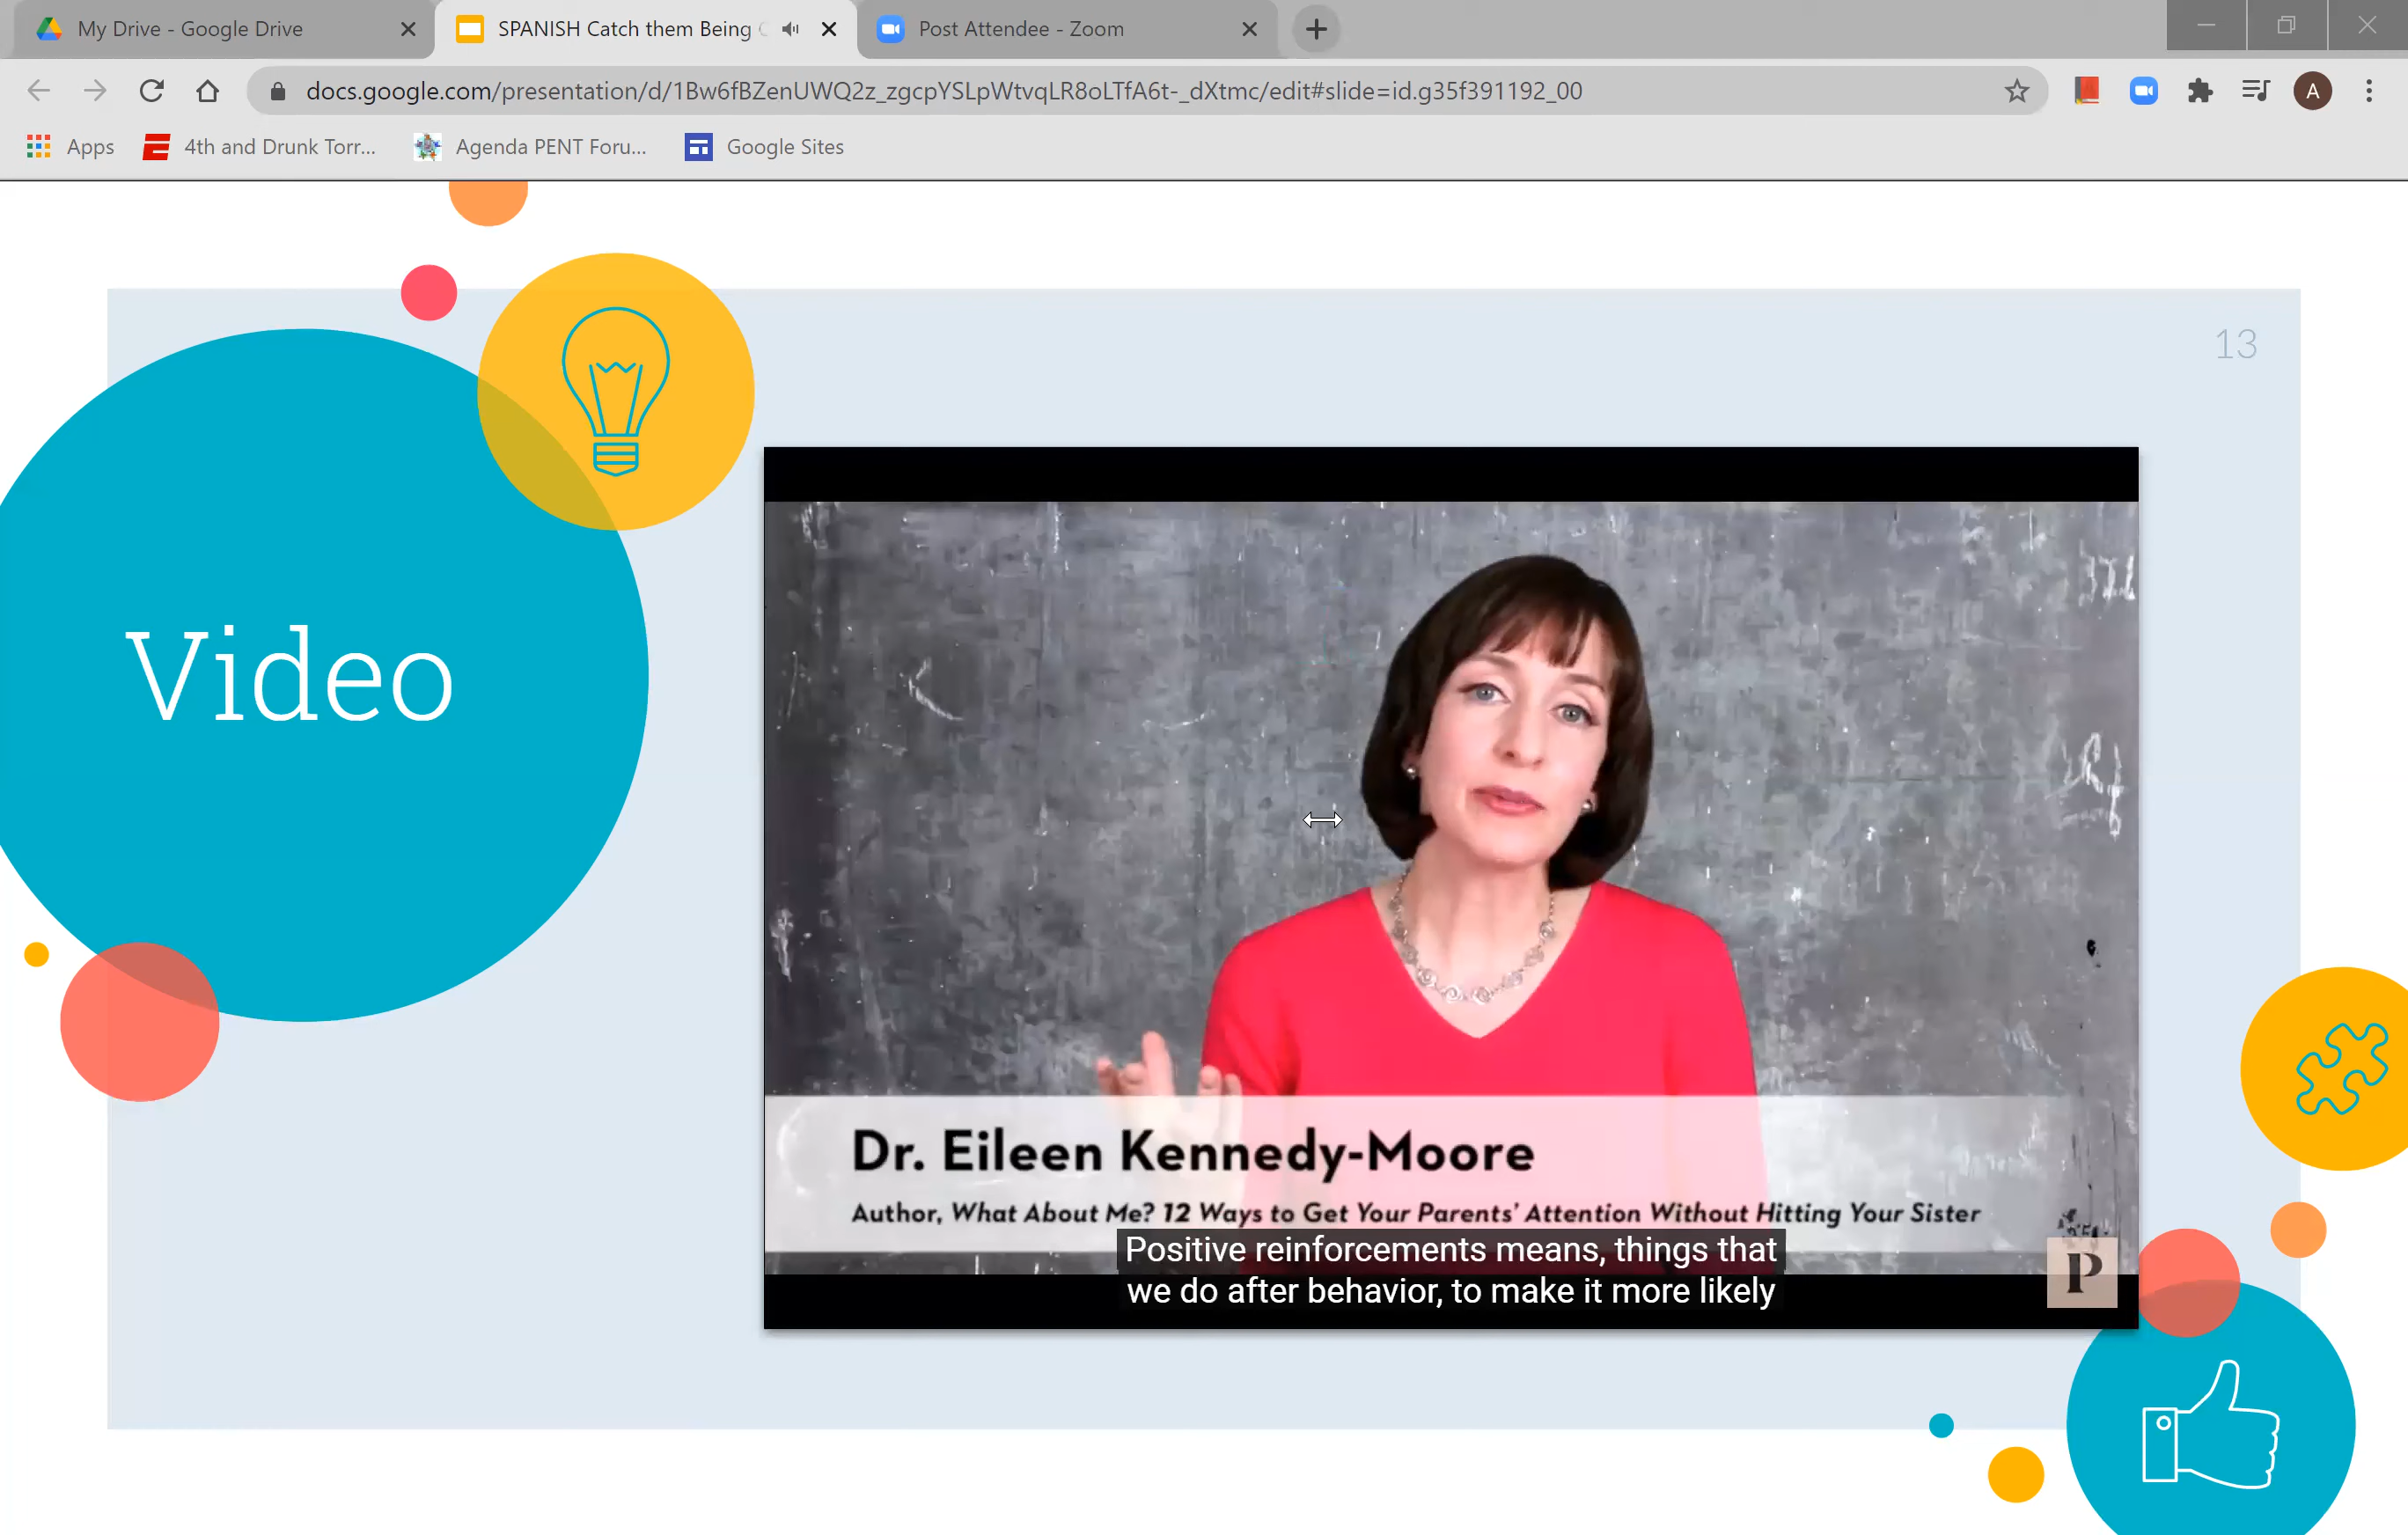 My Drive - Google Drive
SPANISH Catch them Being
Post Attendee - Zoom
docs.google.com/presentation/d/1Bw6fBZenUWQ2z_zgcpYSLpWtvqLR8oLTfA6t-_dXtmc/edit#slide=id.g35f391192_00
A
Apps
4th and Drunk Torr...
Agenda PENT Foru...
Google Sites
13
Video
Dr. Eileen Kennedy-Moore
Author, What About Me? 12 Ways to Get Your Parents' Attention Without Hitting Your Sister
Positive reinforcements means, things that
we do after behavior, to make it more likely
P